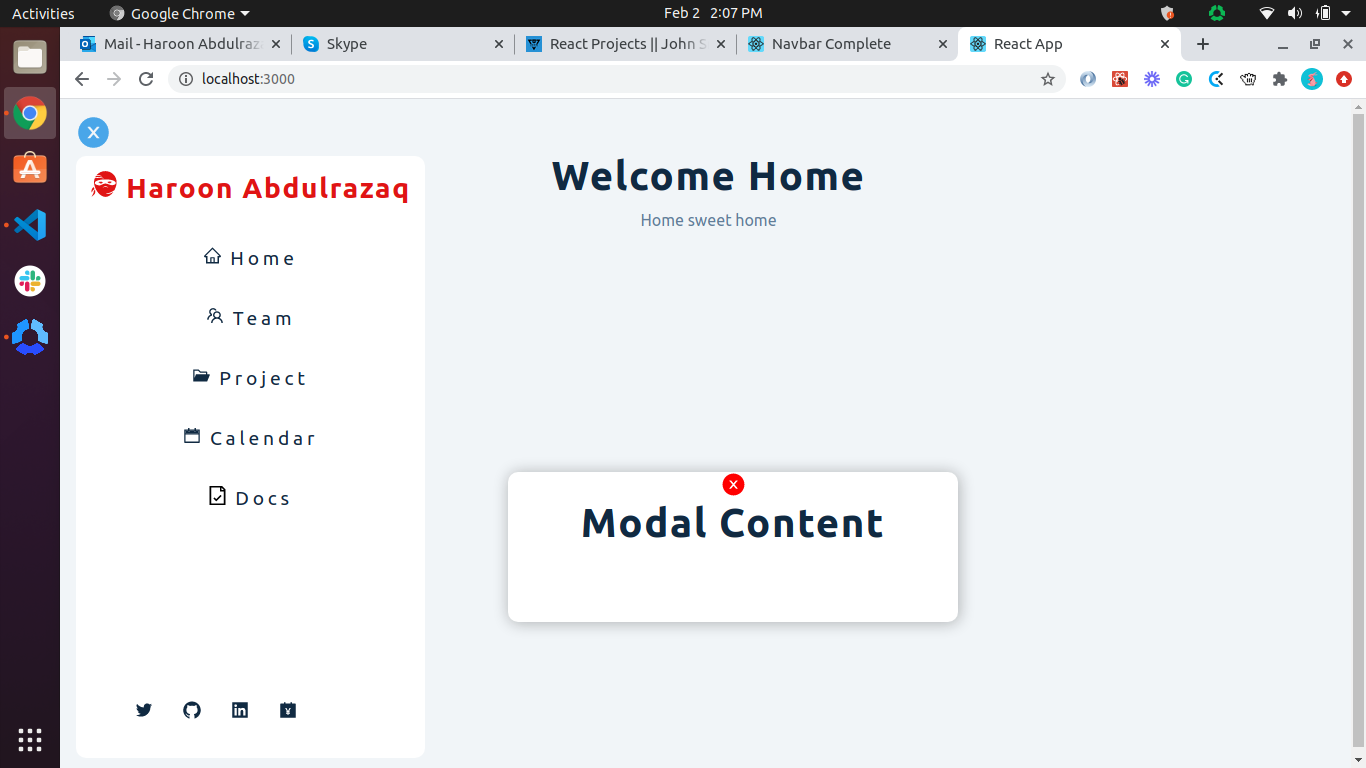 Activities
Google Chrome
Feb 2 2:07 PM
Mail - Haroon Abdulraz
Skype
React Projects || John S
Navbar Complete
React App
localhost:3000
X
Haroon Abdulrazaq
Home
Team
Project
Calendar
Docs
Welcome Home
Home sweet home
X
Modal Content